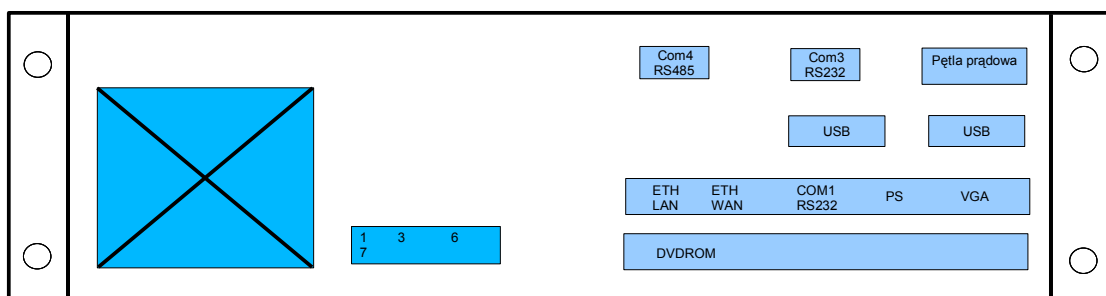 Com4
RS485
Com3
RS232
Pętla prądowa
USB
USB
ETH
LAN
ETH
WAN
COM1
RS232
PS
VGA
1 3 6
7
DVDROM